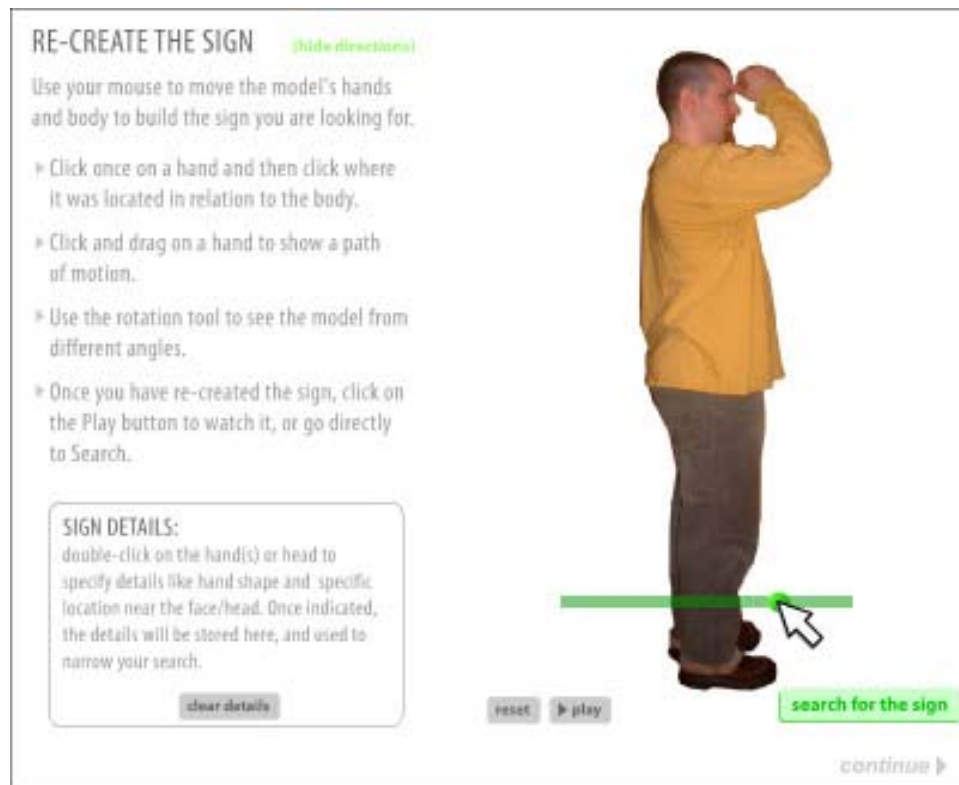 RE-CREATE THE SIGN (hide directions)
Use your mouse to move the model's hands
and body to build the sign you are looking for.
Click once on a hand and then click where
it was located in relation to the body.
Click and drag on a hand to show a path
of motion.
Use the rotation tool to see the model from
different angles.
Once you have re-created the sign, click on
the Play button to watch it, or go directly
to Search.
SIGN DETAILS:
double-click on the hand(s) or head to
specify details like hand shape and specific
location near the face/head. Once indicated,
the details will be stored here, and used to
narrow your search.
clear details
reset play
search for the sign
continue